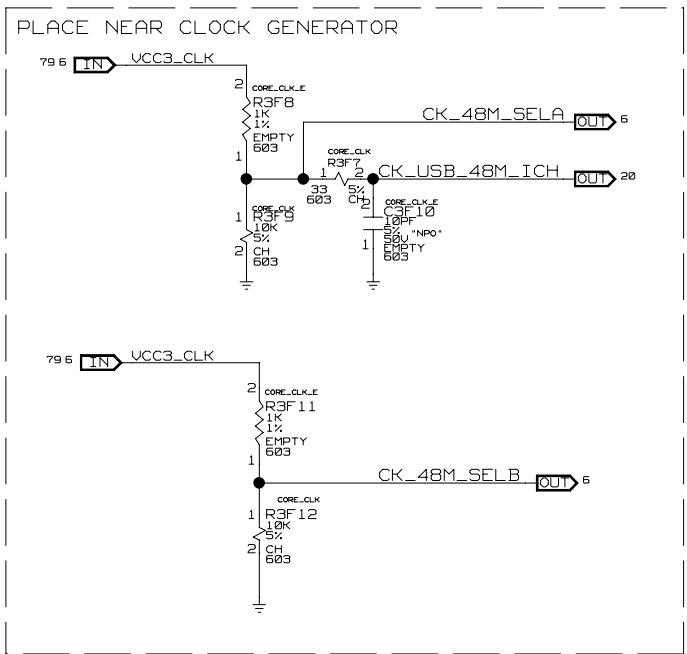 PLACE NEAR CLOCK GENERATOR
79 6 IN VCC3_CLK
2 CORE_CLK_E
R3F8
1K
1%
EMPTY
603
1
CK_48M_SELA OUT 6
CORE_CLK
R3F7
1 2
33 5%
603 CH
CK_USB_48M_ICH OUT 20
CORE_CLK
1 R3F9
10K
5%
2 CH
603
CORE_CLK_E
2 C3F10
10PF
5% "NPO"
50V
1 EMPTY
603
79 6 IN VCC3_CLK
2 CORE_CLK_E
R3F11
1K
1%
EMPTY
603
1
CK_48M_SELB OUT 6
CORE_CLK
1 R3F12
10K
5%
2 CH
603